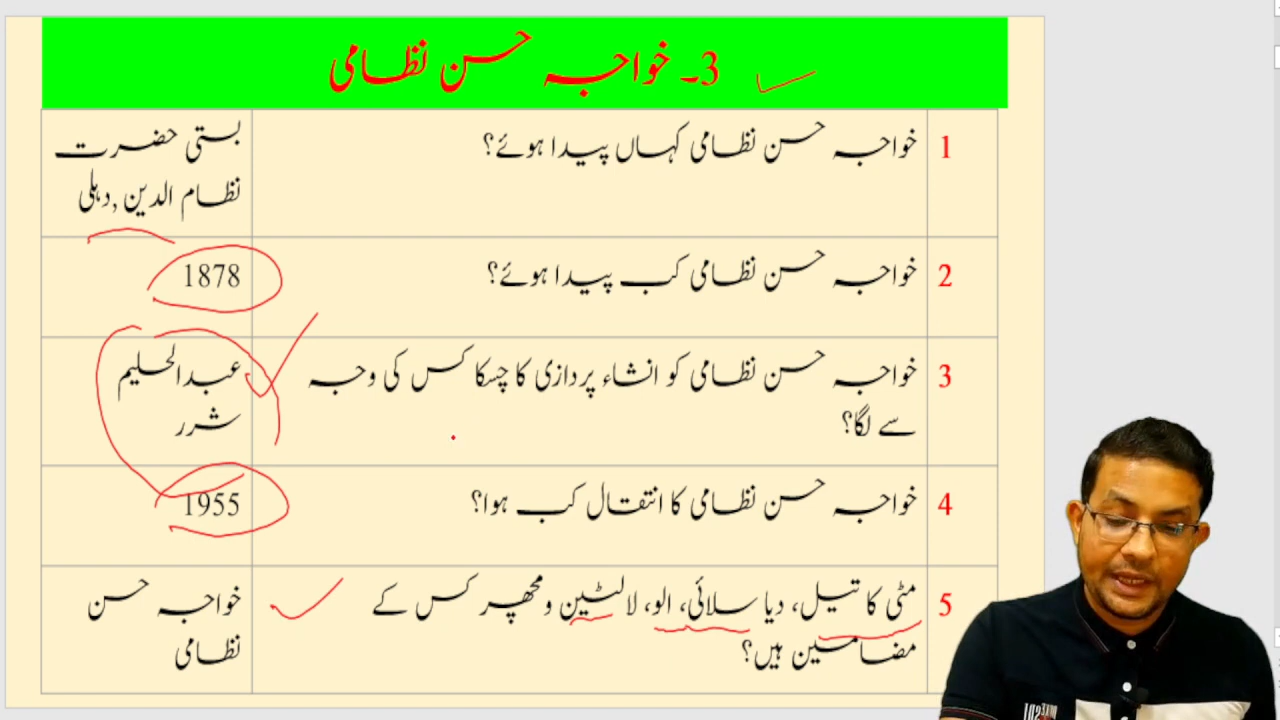 3۔ خواجہ حسن نظامی
1 خواجہ حسن نظامی کہاں پیدا ہوئے؟
بستی حضرت
نظام الدین ,دہلی
2 خواجہ حسن نظامی کب پیدا ہوئے؟
1878
3 خواجہ حسن نظامی کو انشاء پردازی کا چسکا کس کی وجہ
سے لگا؟
عبدالحلیم
شرر
4 خواجہ حسن نظامی کا انتقال کب ہوا؟
1955
5 مٹی کا تیل، دیا سلائی، الو، لالٹین و مچھر کس کے
مضامین ہیں؟
خواجہ حسن
نظامی